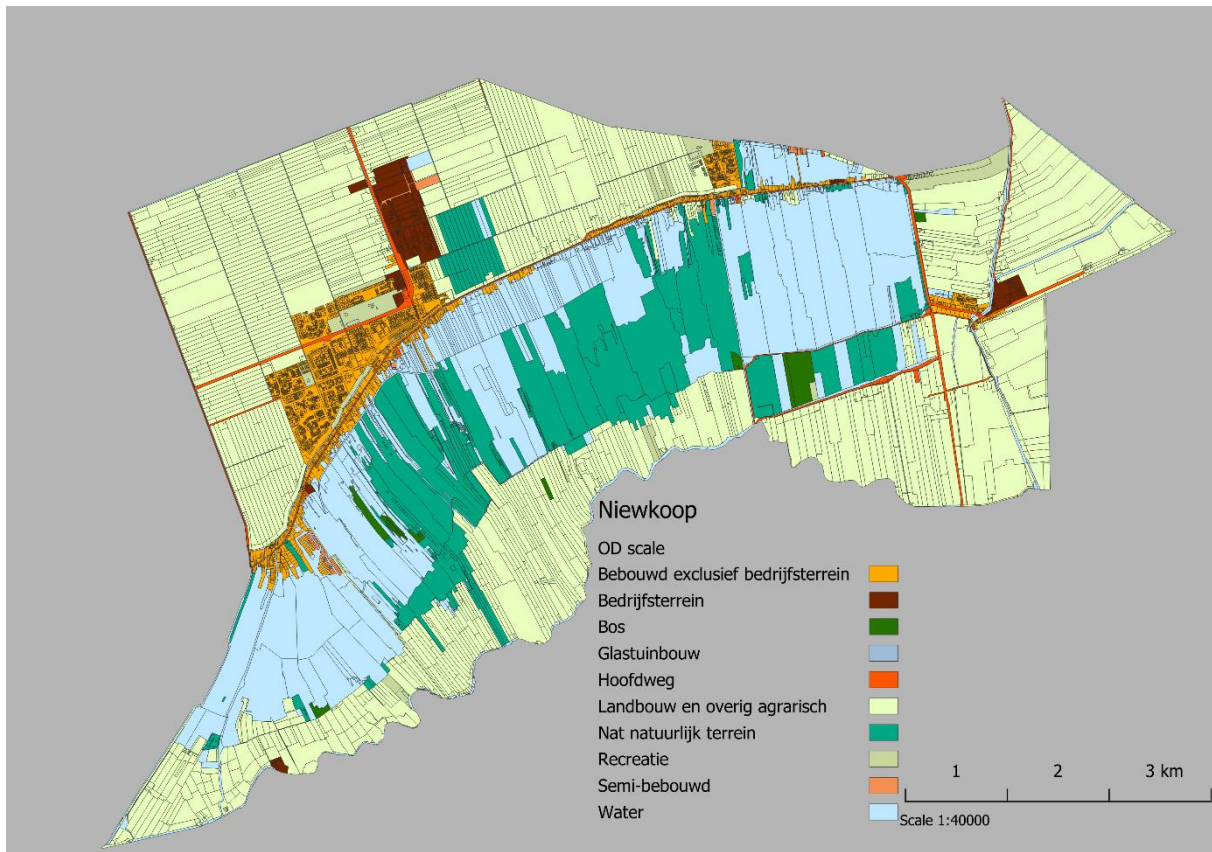 Niewkoop
OD scale
Bebouwd exclusief bedrijfsterrein
Bedrijfsterrein
Bos
Glastuinbouw
Hoofdweg
Landbouw en overig agrarisch
Nat natuurlijk terrein
Recreatie
Semi-bebouwd
Water
1 2 3 km
Scale 1:40000